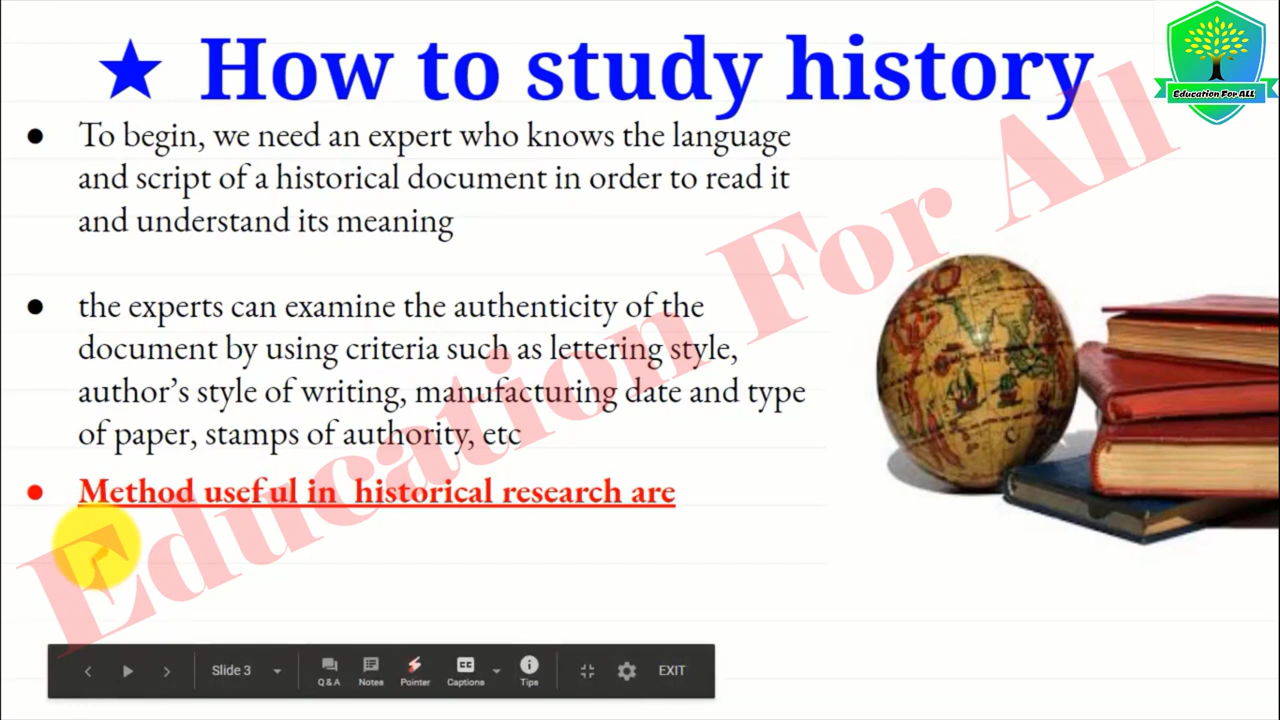 ★ How to study history
Education For ALL
● To begin, we need an expert who knows the language
and script of a historical document in order to read it
and understand its meaning
● the experts can examine the authenticity of the
document by using criteria such as lettering style,
author’s style of writing, manufacturing date and type
of paper, stamps of authority, etc
● Method useful in  historical research are
Education For All
Slide 3
Q & A
Notes
Pointer
CC
Captions
Tips
EXIT